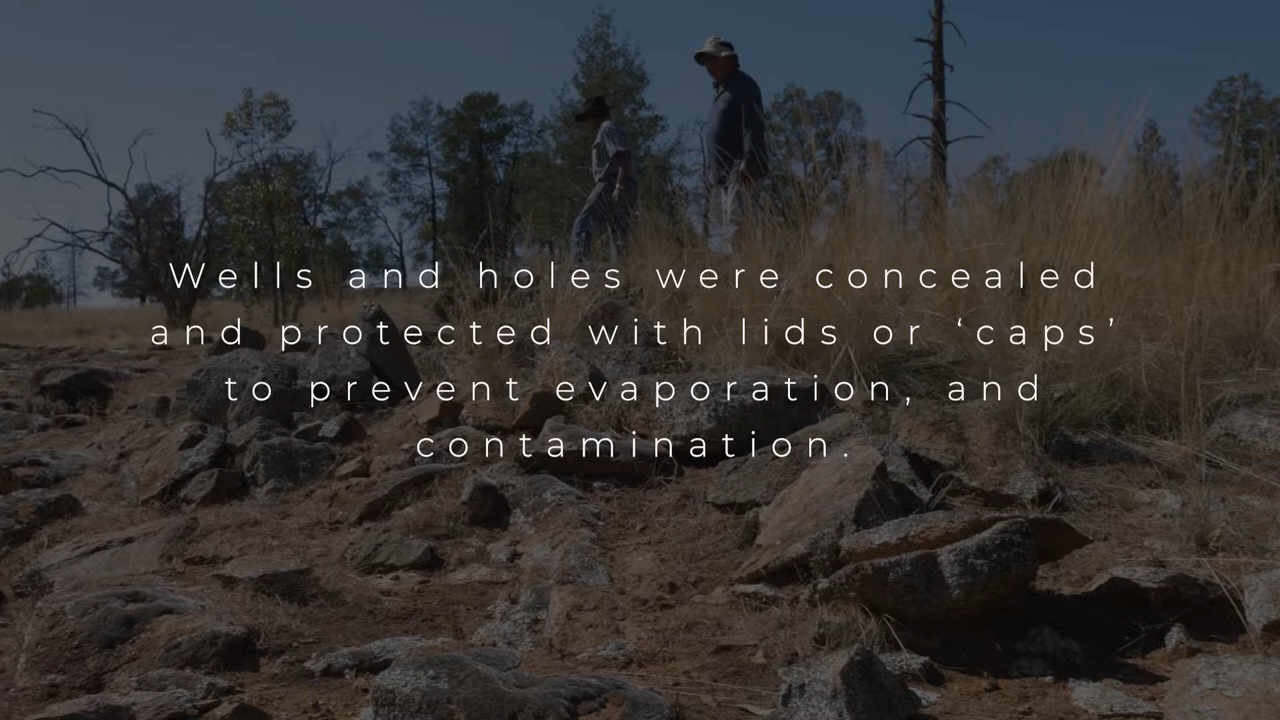 Wells and holes were concealed
and protected with lids or ‘caps’
to prevent evaporation, and
contamination.